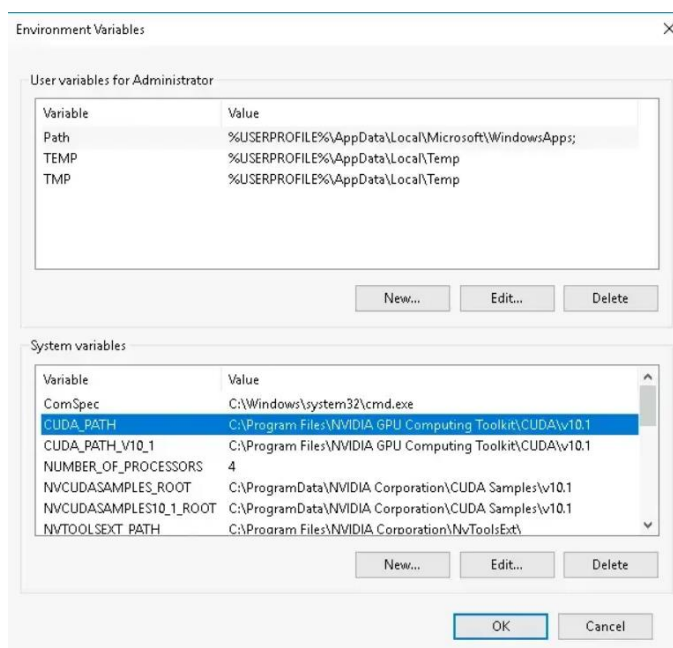 Environment Variables
User variables for Administrator
Variable Value
Path %USERPROFILE%\AppData\Local\Microsoft\WindowsApps;
TEMP %USERPROFILE%\AppData\Local\Temp
TMP %USERPROFILE%\AppData\Local\Temp
New... Edit... Delete
System variables
Variable Value
ComSpec C:\Windows\system32\cmd.exe
CUDA_PATH C:\Program Files\NVIDIA GPU Computing Toolkit\CUDA\v10.1
CUDA_PATH_V10_1 C:\Program Files\NVIDIA GPU Computing Toolkit\CUDA\v10.1
NUMBER_OF_PROCESSORS 4
NVCUDASAMPLES_ROOT C:\ProgramData\NVIDIA Corporation\CUDA Samples\v10.1
NVCUDASAMPLES10_1_ROOT C:\ProgramData\NVIDIA Corporation\CUDA Samples\v10.1
NVTOOLSEXT_PATH C:\Program Files\NVIDIA Corporation\NvToolsExt\
New... Edit... Delete
OK Cancel